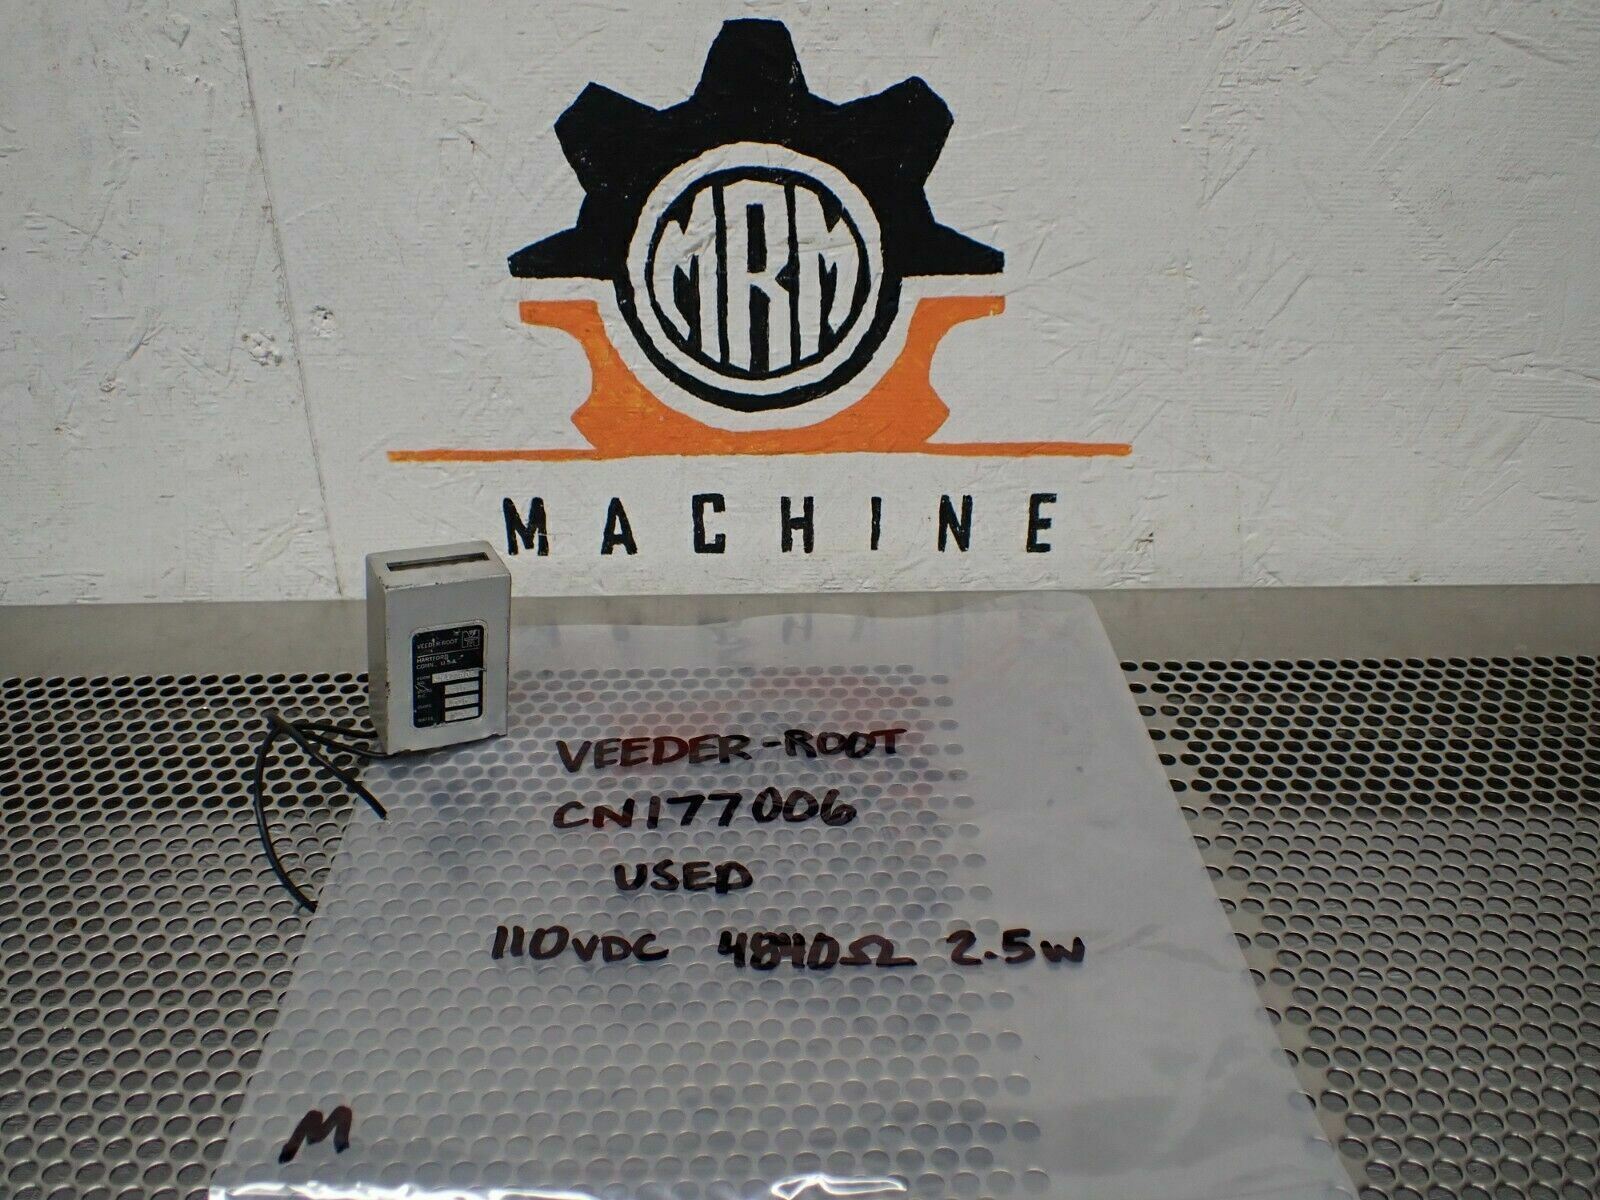 MRM
MACHINE
VEEDER-ROOT
HARTFORD
CONN. U.S.A.
VEEDER-ROOT
CN177006
USED
110VDC 4840Ω 2.5W
M